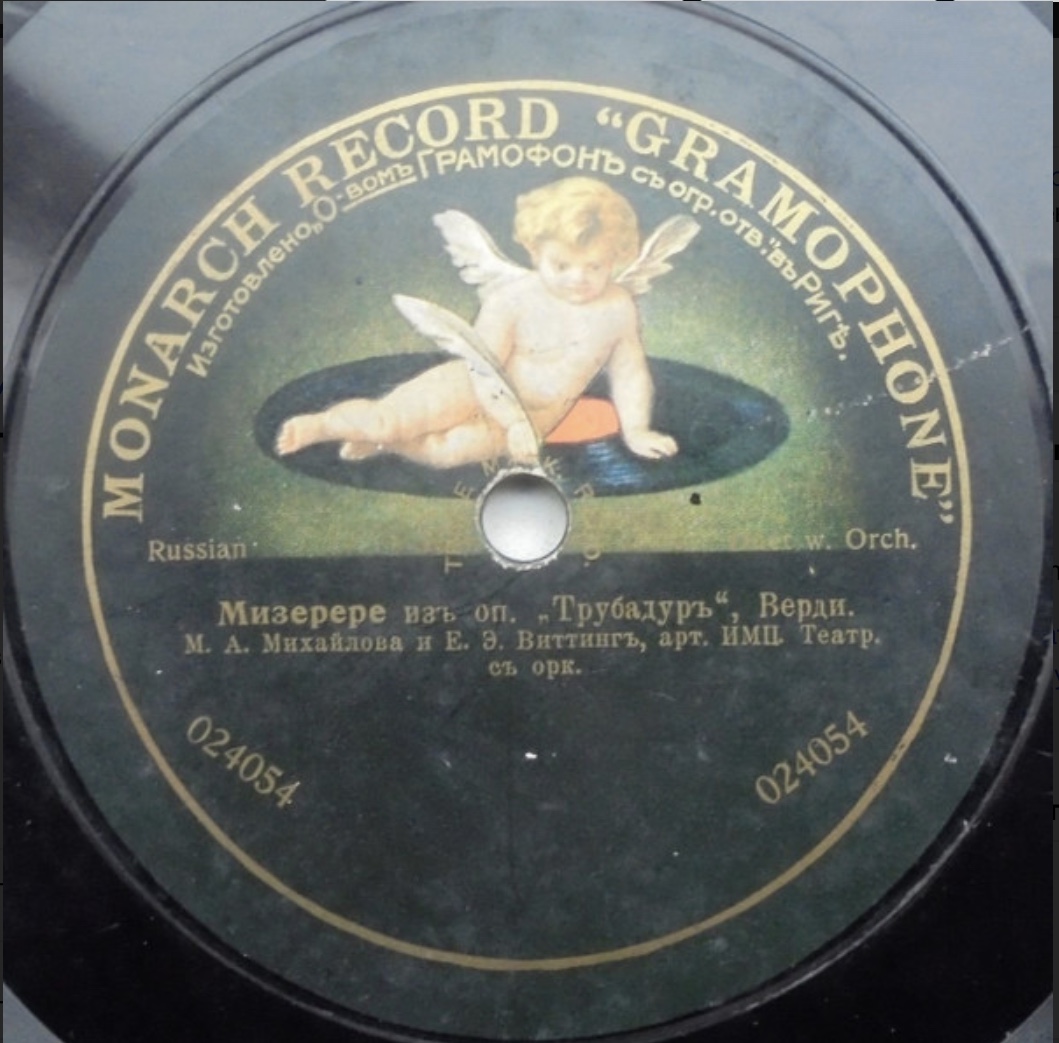 MONARCH RECORD “GRAMOPHONE”
Изготовлено „О-вомъ Грамофонъ съ огр. отв.“ въ Ригѣ.
Russian
w. Orch.
Мизерере изъ оп. „Трубадуръ“, Верди.
М. А. Михайлова и Е. Э. Виттингъ, арт. ИМП. Театр.
съ орк.
024054
024054